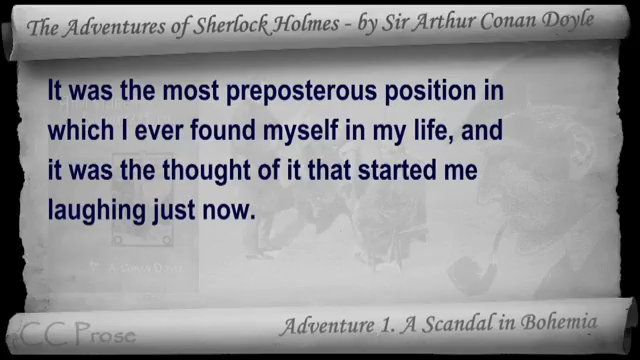 The Adventures of Sherlock Holmes - by Sir Arthur Conan Doyle
It was the most preposterous position in
which I ever found myself in my life, and
it was the thought of it that started me
laughing just now.
CC Prose
Adventure 1. A Scandal in Bohemia